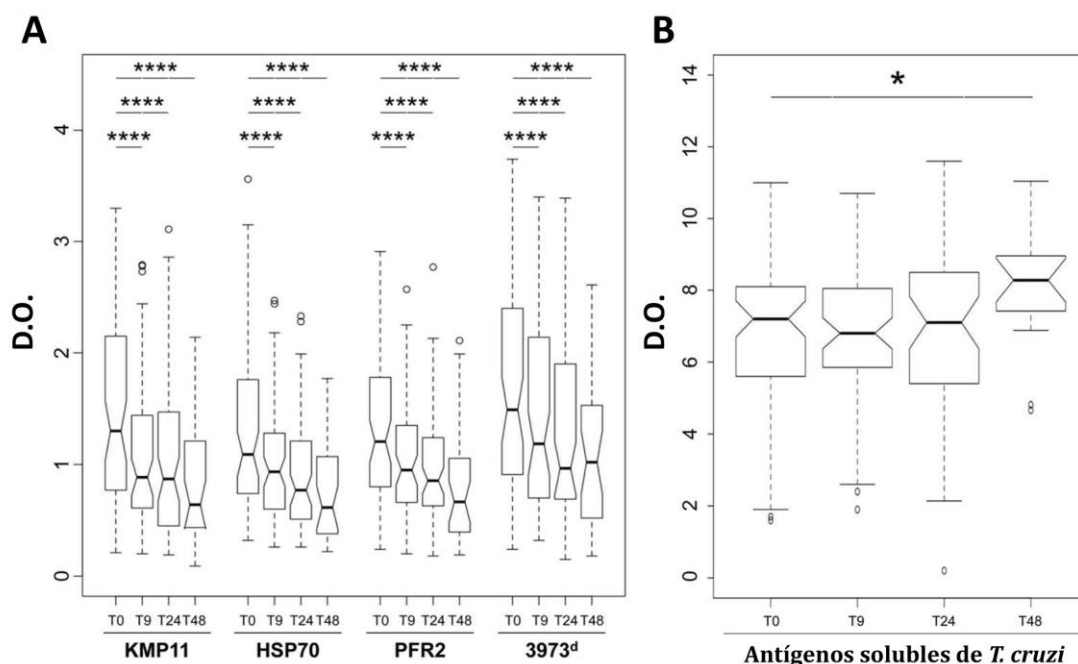 A
B
**** **** **** ****
**** **** **** ****
**** **** **** ****
*
D.O.
4
3
2
1
0
T0 T9 T24 T48 T0 T9 T24 T48 T0 T9 T24 T48 T0 T9 T24 T48
KMP11 HSP70 PFR2 3973ᵈ
D.O.
14
12
10
8
6
4
2
0
T0 T9 T24 T48
Antígenos solubles de T. cruzi